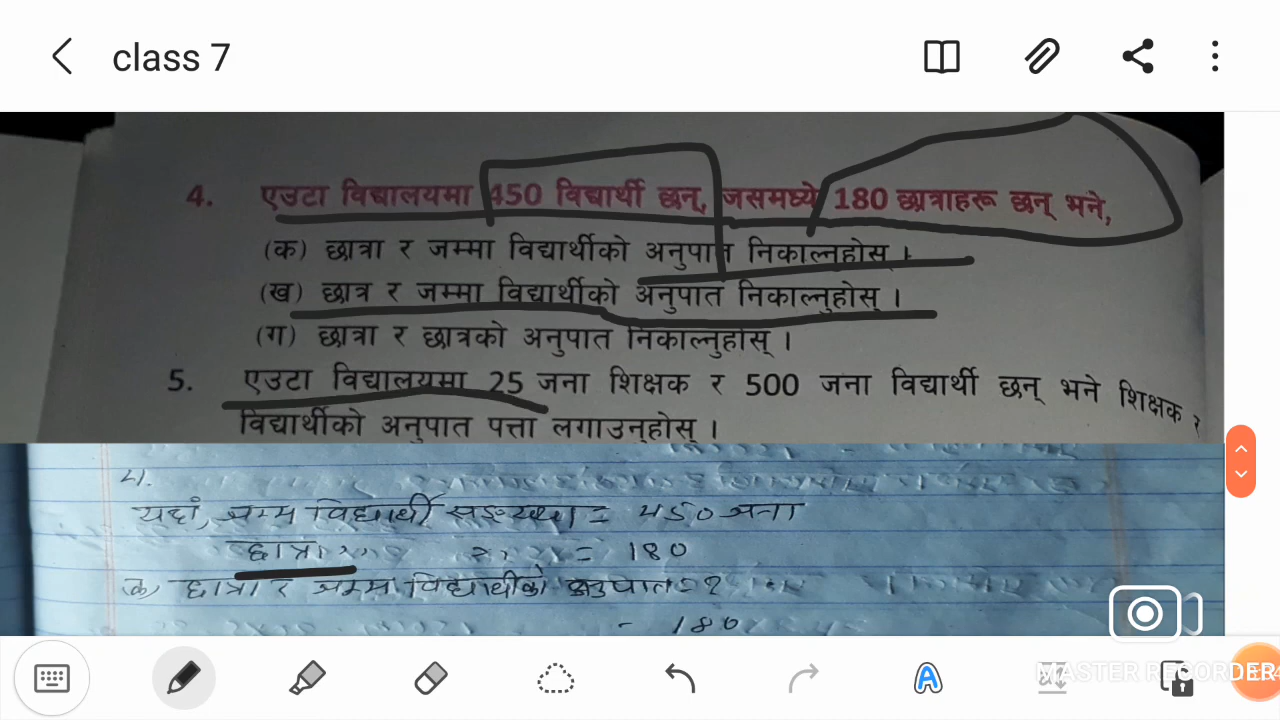 class 7
4. एउटा विद्यालयमा 450 विद्यार्थी छन्, जसमध्ये 180 छात्राहरू छन् भने,
(क) छात्रा र जम्मा विद्यार्थीको अनुपात निकाल्नुहोस् ।
(ख) छात्र र जम्मा विद्यार्थीको अनुपात निकाल्नुहोस् ।
(ग) छात्रा र छात्रको अनुपात निकाल्नुहोस् ।
5. एउटा विद्यालयमा 25 जना शिक्षक र 500 जना विद्यार्थी छन् भने शिक्षक र
विद्यार्थीको अनुपात पत्ता लगाउनुहोस् ।
4.
यहाँ, जम्म विद्यार्थी = 450 जना
छात्रा = 180
क) छात्रा र जम्मा विद्यार्थीको अनुपात = ?
- 180
MASTER RECORDER